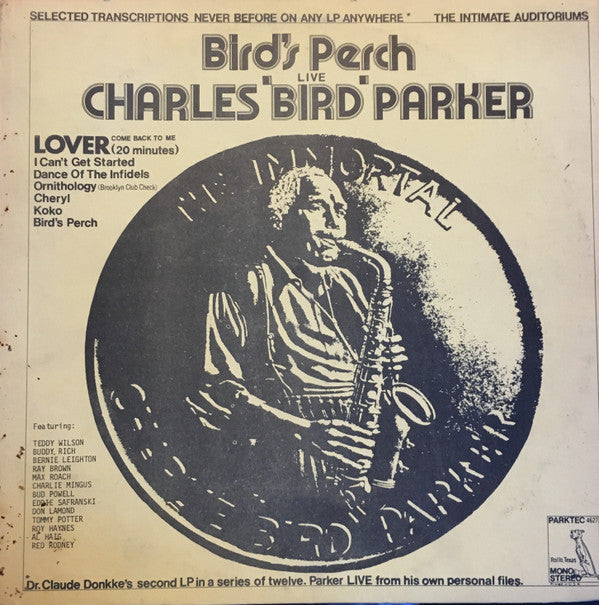 SELECTED TRANSCRIPTIONS NEVER BEFORE ON ANY LP ANYWHERE * THE INTIMATE AUDITORIUMS
Bird's Perch
LIVE
CHARLES 'BIRD' PARKER
LOVER COME BACK TO ME
(20 minutes)
I Can't Get Started
Dance Of The Infidels
Ornithology (Brooklyn Club Check)
Cheryl
Koko
Bird's Perch
IMMORTAL
BIRD PARKER
Featuring:
TEDDY WILSON
BUDDY, RICH
BERNIE LEIGHTON
RAY BROWN
MAX ROACH
CHARLIE MINGUS
BUD POWELL
EDDIE SAFRANSKI
DON LAMOND
TOMMY POTTER
ROY HAYNES
AL HAIG
RED RODNEY
PARKTEC 4627
Rollo, Texas
MONO
STEREO
Dr. Claude Donkke's second LP in a series of twelve. Parker LIVE from his own personal files.